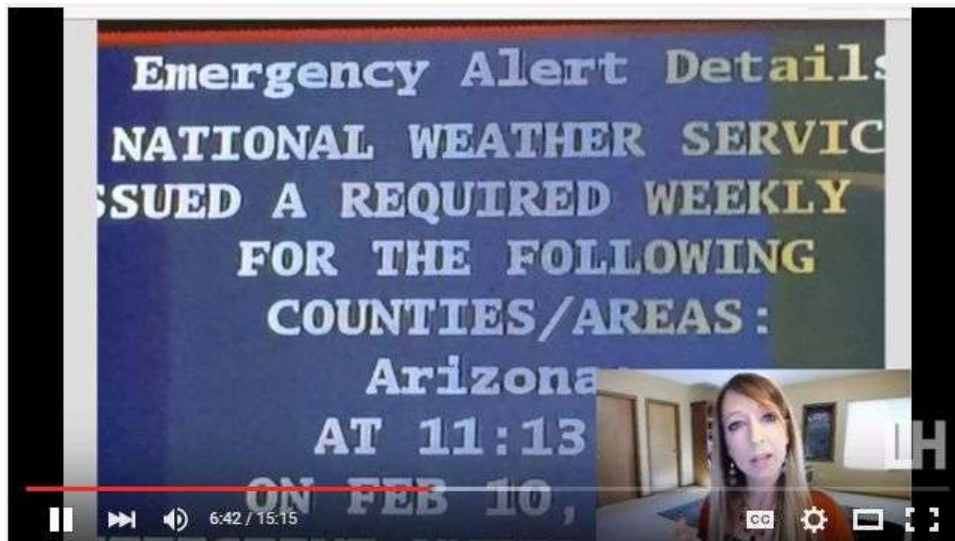 Emergency Alert Details
NATIONAL WEATHER SERVIC
SSUED A REQUIRED WEEKLY
FOR THE FOLLOWING
COUNTIES/AREAS:
Arizona
AT 11:13
ON FEB 10,
LH
6:42 / 15:15
CC